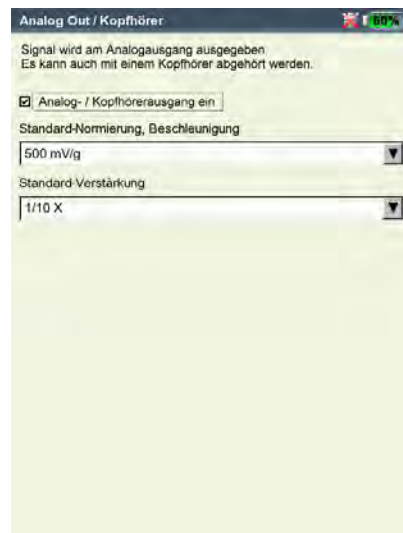 Analog Out / Kopfhörer 60%
Signal wird am Analogausgang ausgegeben
Es kann auch mit einem Kopfhörer abgehört werden.
Analog- / Kopfhörerausgang ein
Standard-Normierung, Beschleunigung
500 mV/g
Standard-Verstärkung
1/10 X